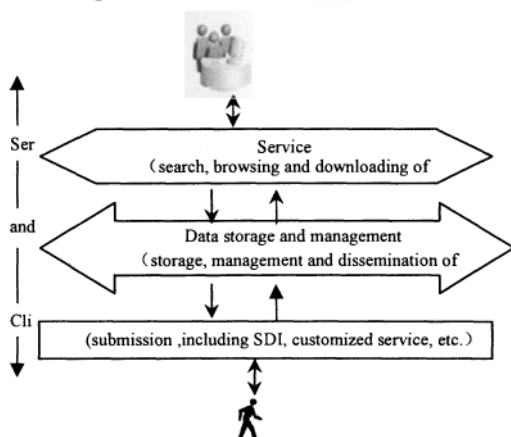 Ser
Service
(search, browsing and downloading of
and
Data storage and management
(storage, management and dissemination of
Cli
(submission ,including SDI, customized service, etc.)